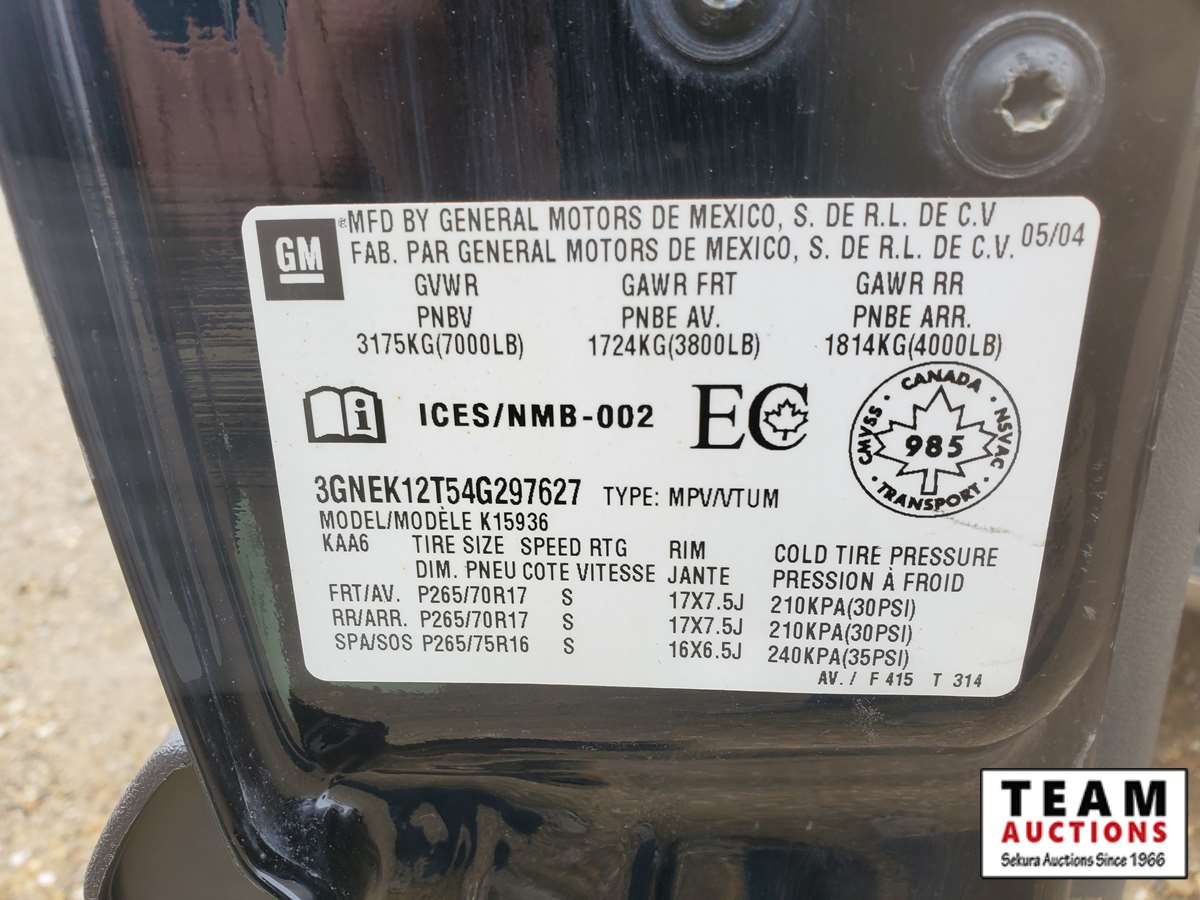 GM
®MFD BY GENERAL MOTORS DE MEXICO, S. DE R.L. DE C.V
FAB. PAR GENERAL MOTORS DE MEXICO, S. DE R.L. DE C.V. 05/04
GVWR GAWR FRT GAWR RR
PNBV PNBE AV. PNBE ARR.
3175KG(7000LB) 1724KG(3800LB) 1814KG(4000LB)
i ICES/NMB-002 EC
CANADA
CMVSS 985 NSVAC
TRANSPORT
3GNEK12T54G297627 TYPE: MPV/VTUM
MODEL/MODÈLE K15936
KAA6 TIRE SIZE SPEED RTG RIM COLD TIRE PRESSURE
DIM. PNEU COTE VITESSE JANTE PRESSION À FROID
FRT/AV. P265/70R17 S 17X7.5J 210KPA(30PSI)
RR/ARR. P265/70R17 S 17X7.5J 210KPA(30PSI)
SPA/SOS P265/75R16 S 16X6.5J 240KPA(35PSI)
AV. / F 415 T 314
TEAM
AUCTIONS
Sekura Auctions Since 1966